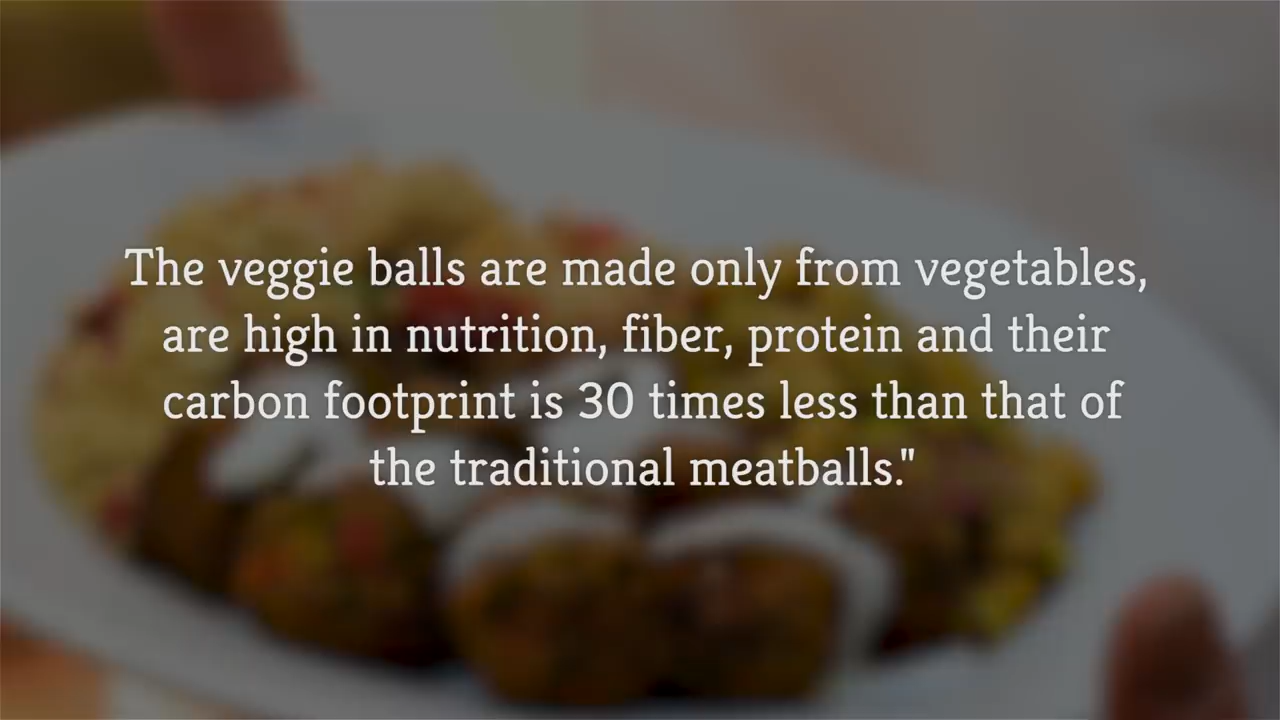 The veggie balls are made only from vegetables,
are high in nutrition, fiber, protein and their
carbon footprint is 30 times less than that of
the traditional meatballs."